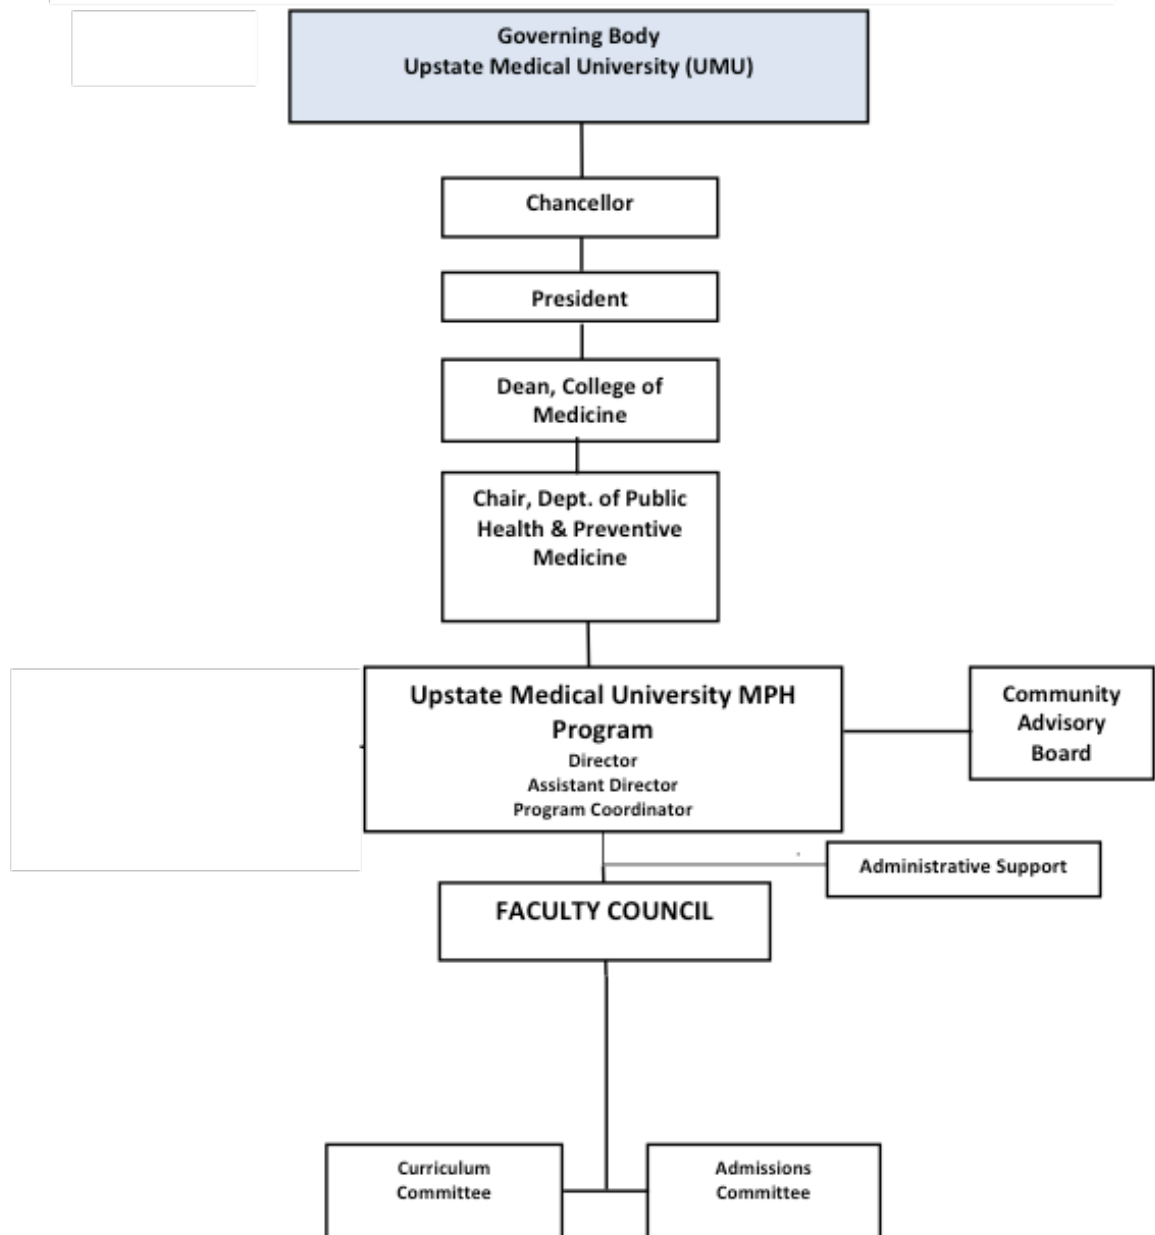 Governing Body
Upstate Medical University (UMU)
Chancellor
President
Dean, College of
Medicine
Chair, Dept. of Public
Health & Preventive
Medicine
Upstate Medical University MPH
Program
Director
Assistant Director
Program Coordinator
Community
Advisory
Board
Administrative Support
FACULTY COUNCIL
Curriculum
Committee
Admissions
Committee